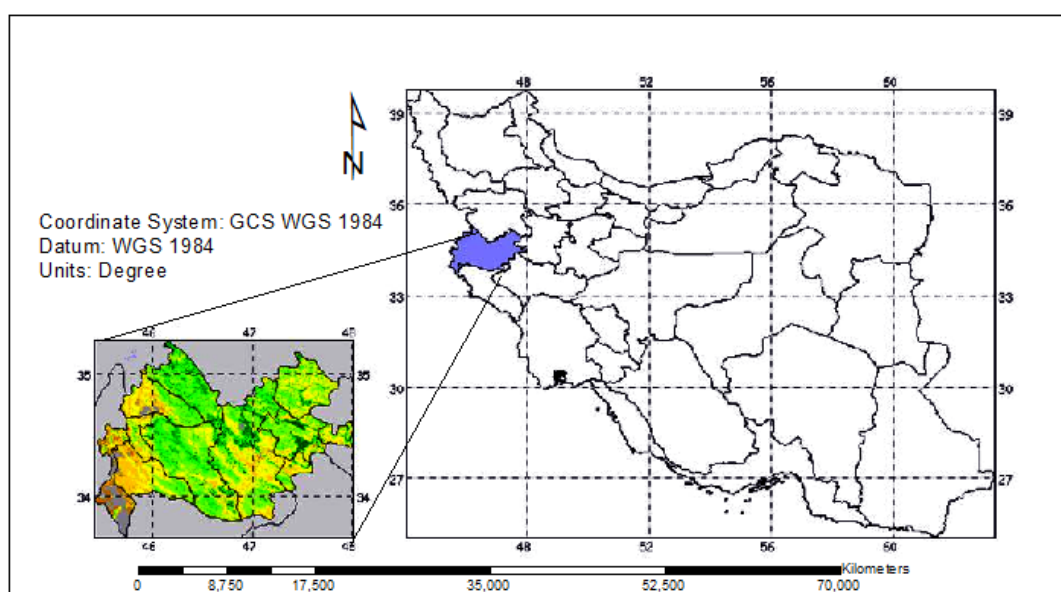 48 52 56 60
39 39
36 36
33 33
30 30
27 27
48 52 56 60
N
Coordinate System: GCS WGS 1984
Datum: WGS 1984
Units: Degree
46 47 48
35 35
34 34
46 47 48
Kilometers
0 8,750 17,500 35,000 52,500 70,000